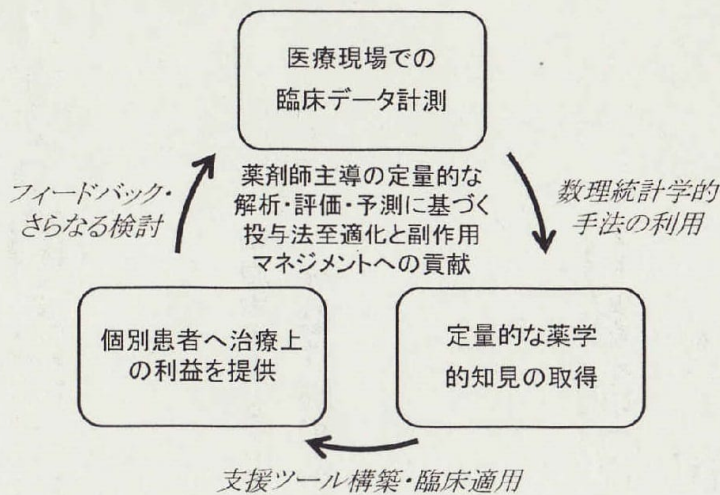 医療現場での
臨床データ計測
フィードバック・
さらなる検討
薬剤師主導の定量的な
解析・評価・予測に基づく
投与法至適化と副作用
マネジメントへの貢献
数理統計学的
手法の利用
個別患者へ治療上
の利益を提供
定量的な薬学
的知見の取得
支援ツール構築・臨床適用